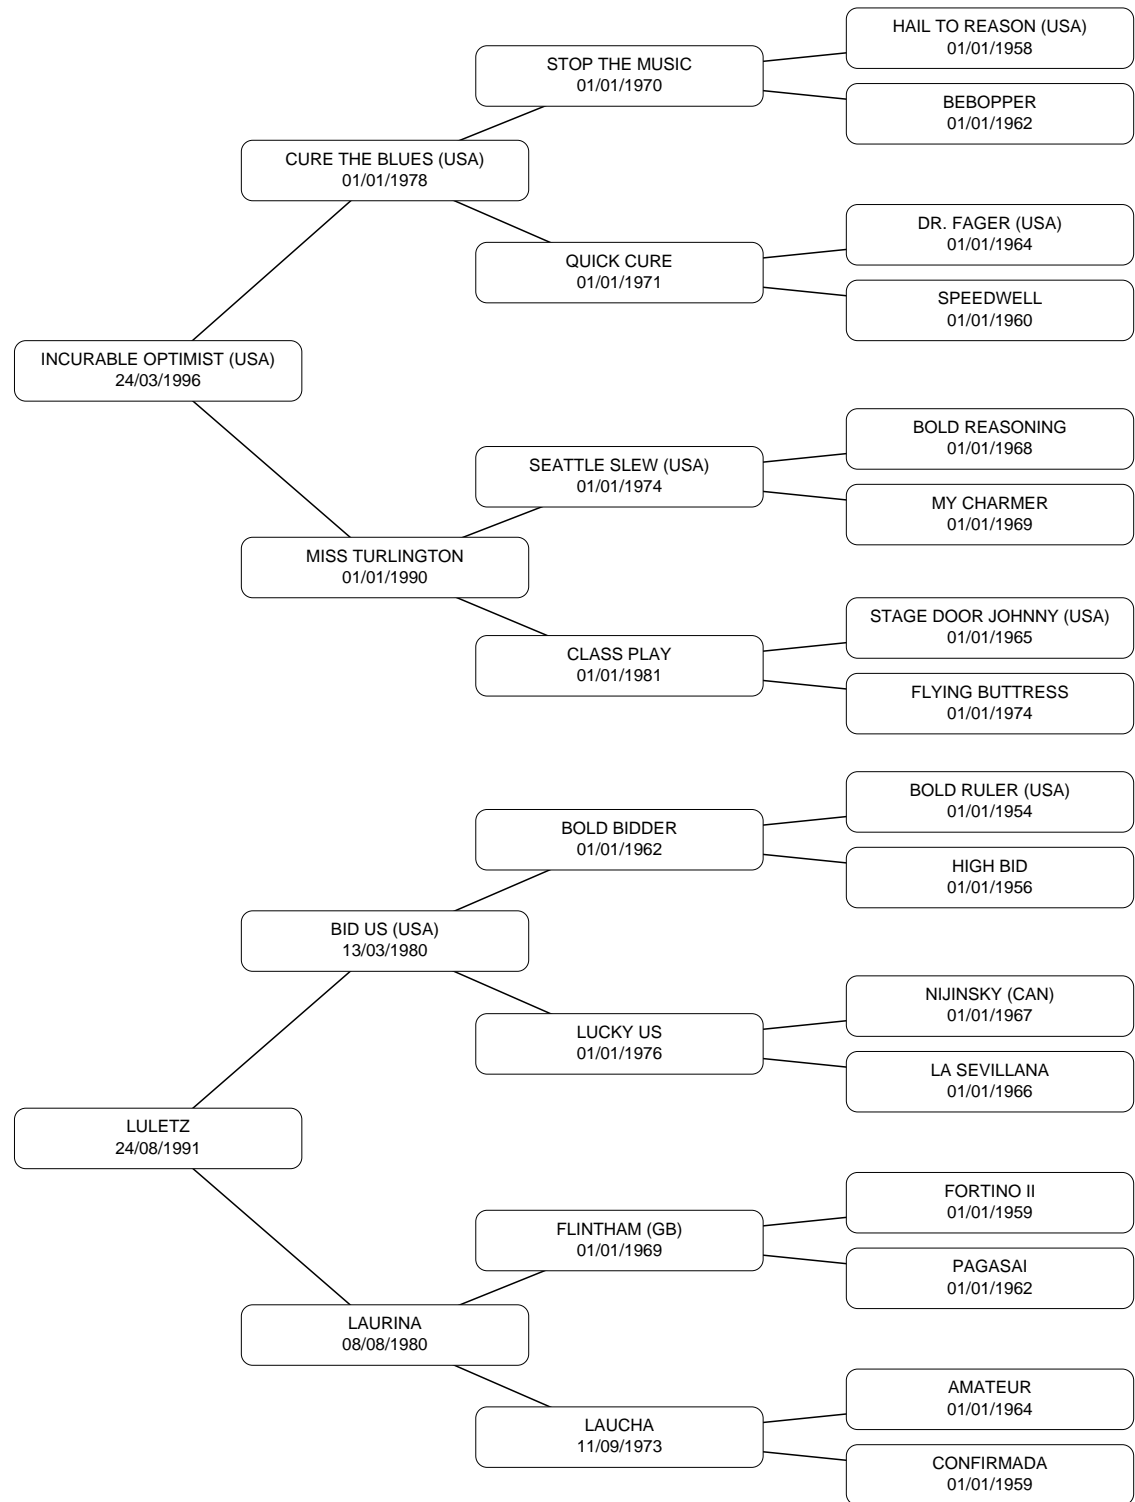 HAIL TO REASON (USA)
01/01/1958
STOP THE MUSIC
01/01/1970
BEBOPPER
01/01/1962
CURE THE BLUES (USA)
01/01/1978
DR. FAGER (USA)
01/01/1964
QUICK CURE
01/01/1971
SPEEDWELL
01/01/1960
INCURABLE OPTIMIST (USA)
24/03/1996
BOLD REASONING
01/01/1968
SEATTLE SLEW (USA)
01/01/1974
MY CHARMER
01/01/1969
MISS TURLINGTON
01/01/1990
STAGE DOOR JOHNNY (USA)
01/01/1965
CLASS PLAY
01/01/1981
FLYING BUTTRESS
01/01/1974
BOLD RULER (USA)
01/01/1954
BOLD BIDDER
01/01/1962
HIGH BID
01/01/1956
BID US (USA)
13/03/1980
NIJINSKY (CAN)
01/01/1967
LUCKY US
01/01/1976
LA SEVILLANA
01/01/1966
LULETZ
24/08/1991
FORTINO II
01/01/1959
FLINTHAM (GB)
01/01/1969
PAGASAI
01/01/1962
LAURINA
08/08/1980
AMATEUR
01/01/1964
LAUCHA
11/09/1973
CONFIRMADA
01/01/1959